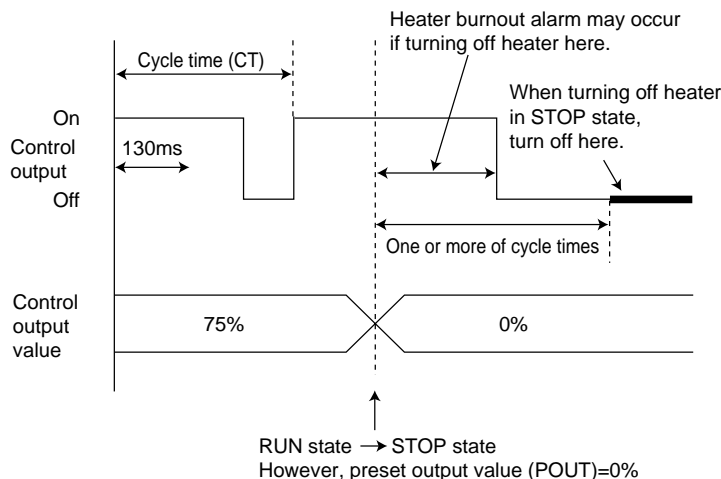 Heater burnout alarm may occur
if turning off heater here.
Cycle time (CT)
When turning off heater
in STOP state,
turn off here.
On
Control
output
130ms
Off
One or more of cycle times
Control
output
value
75%
0%
RUN state → STOP state
However, preset output value (POUT)=0%